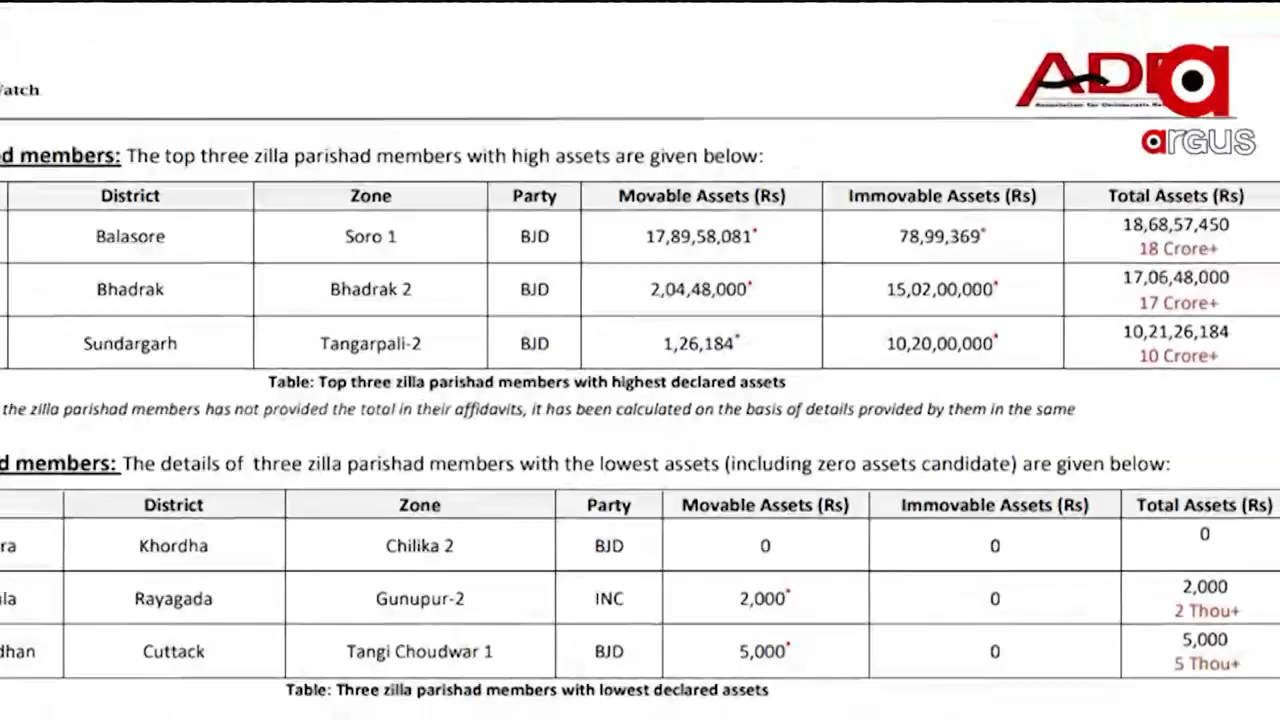 Watch
AD
argus
ed members: The top three zilla parishad members with high assets are given below:
District Zone Party Movable Assets (Rs) Immovable Assets (Rs) Total Assets (Rs)
Balasore Soro 1 BJD 17,89,58,081* 78,99,369* 18,68,57,450
18 Crore+
Bhadrak Bhadrak 2 BJD 2,04,48,000* 15,02,00,000* 17,06,48,000
17 Crore+
Sundargarh Tangarpali-2 BJD 1,26,184* 10,20,00,000* 10,21,26,184
10 Crore+
Table: Top three zilla parishad members with highest declared assets
the zilla parishad members has not provided the total in their affidavits, it has been calculated on the basis of details provided by them in the same
ed members: The details of three zilla parishad members with the lowest assets (including zero assets candidate) are given below:
District Zone Party Movable Assets (Rs) Immovable Assets (Rs) Total Assets (Rs)
ra Khordha Chilika 2 BJD 0 0 0
la Rayagada Gunupur-2 INC 2,000* 0 2,000
2 Thou+
dhan Cuttack Tangi Choudwar 1 BJD 5,000* 0 5,000
5 Thou+
Table: Three zilla parishad members with lowest declared assets